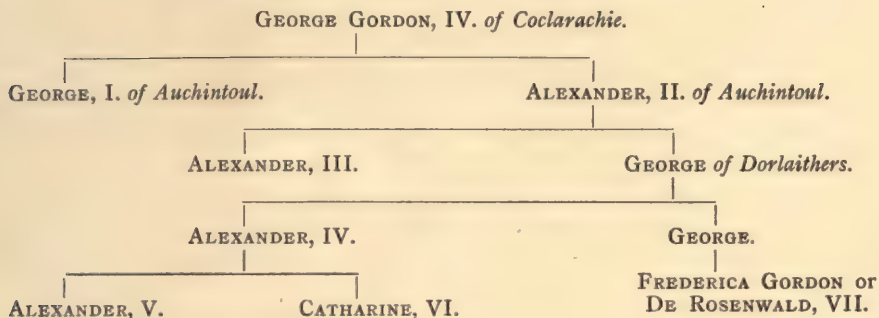 GEORGE GORDON, IV. of Coclarachie.
GEORGE, I. of Auchintoul. ALEXANDER, II. of Auchintoul.
ALEXANDER, III. GEORGE of Dorlaithers.
ALEXANDER, IV. GEORGE.
ALEXANDER, V. CATHARINE, VI. FREDERICA GORDON or
DE ROSENWALD, VII.